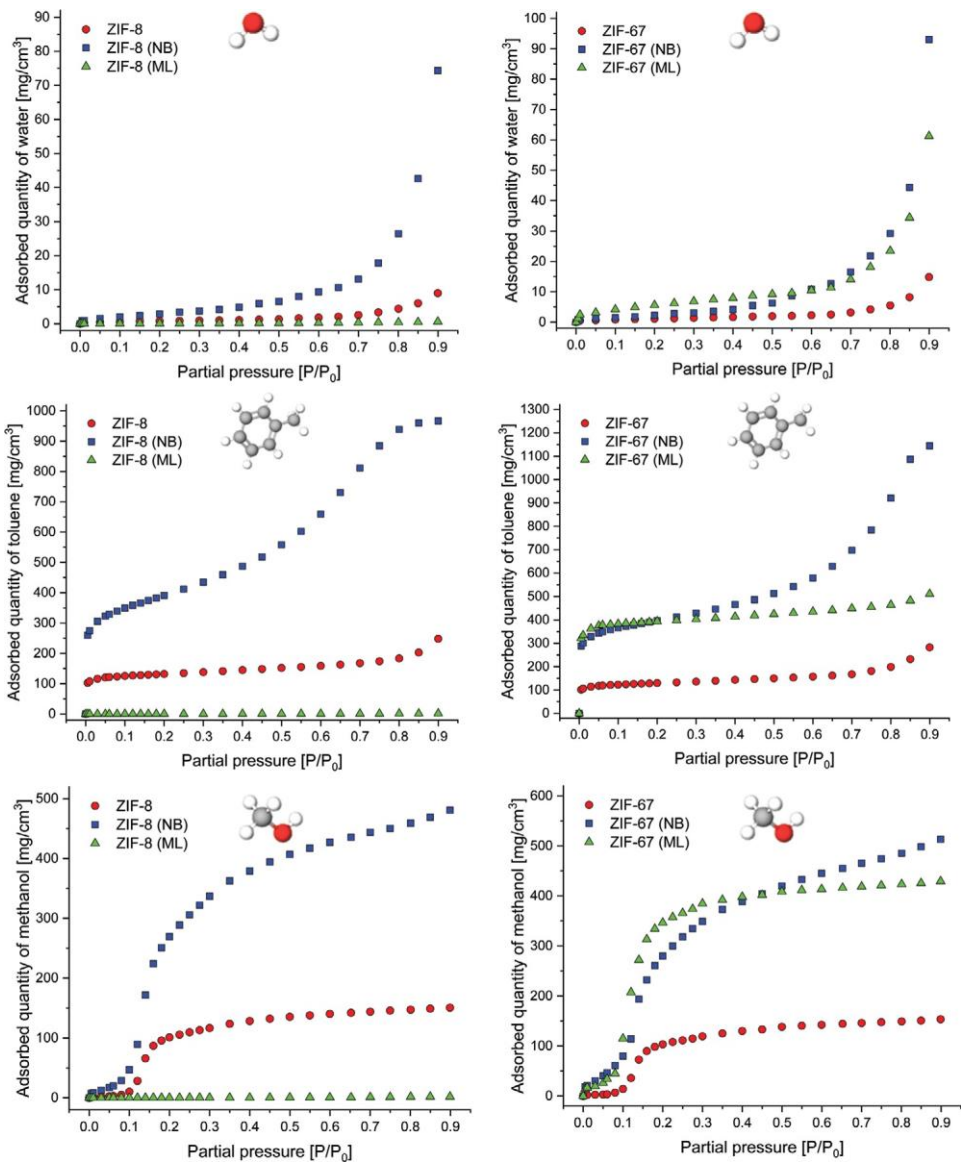 Adsorbed quantity of water [mg/cm³]
90
80
70
60
50
40
30
20
10
0
ZIF-8
ZIF-8 (NB)
ZIF-8 (ML)
0.0 0.1 0.2 0.3 0.4 0.5 0.6 0.7 0.8 0.9
Partial pressure [P/P₀]
Adsorbed quantity of water [mg/cm³]
100
90
80
70
60
50
40
30
20
10
0
ZIF-67
ZIF-67 (NB)
ZIF-67 (ML)
0.0 0.1 0.2 0.3 0.4 0.5 0.6 0.7 0.8 0.9
Partial pressure [P/P₀]
Adsorbed quantity of toluene [mg/cm³]
1000
900
800
700
600
500
400
300
200
100
0
ZIF-8
ZIF-8 (NB)
ZIF-8 (ML)
0.0 0.1 0.2 0.3 0.4 0.5 0.6 0.7 0.8 0.9
Partial pressure [P/P₀]
Adsorbed quantity of toluene [mg/cm³]
1300
1200
1100
1000
900
800
700
600
500
400
300
200
100
0
ZIF-67
ZIF-67 (NB)
ZIF-67 (ML)
0.0 0.1 0.2 0.3 0.4 0.5 0.6 0.7 0.8 0.9
Partial pressure [P/P₀]
Adsorbed quantity of methanol [mg/cm³]
500
400
300
200
100
0
ZIF-8
ZIF-8 (NB)
ZIF-8 (ML)
0.0 0.1 0.2 0.3 0.4 0.5 0.6 0.7 0.8 0.9
Partial pressure [P/P₀]
Adsorbed quantity of methanol [mg/cm³]
600
500
400
300
200
100
0
ZIF-67
ZIF-67 (NB)
ZIF-67 (ML)
0.0 0.1 0.2 0.3 0.4 0.5 0.6 0.7 0.8 0.9
Partial pressure [P/P₀]